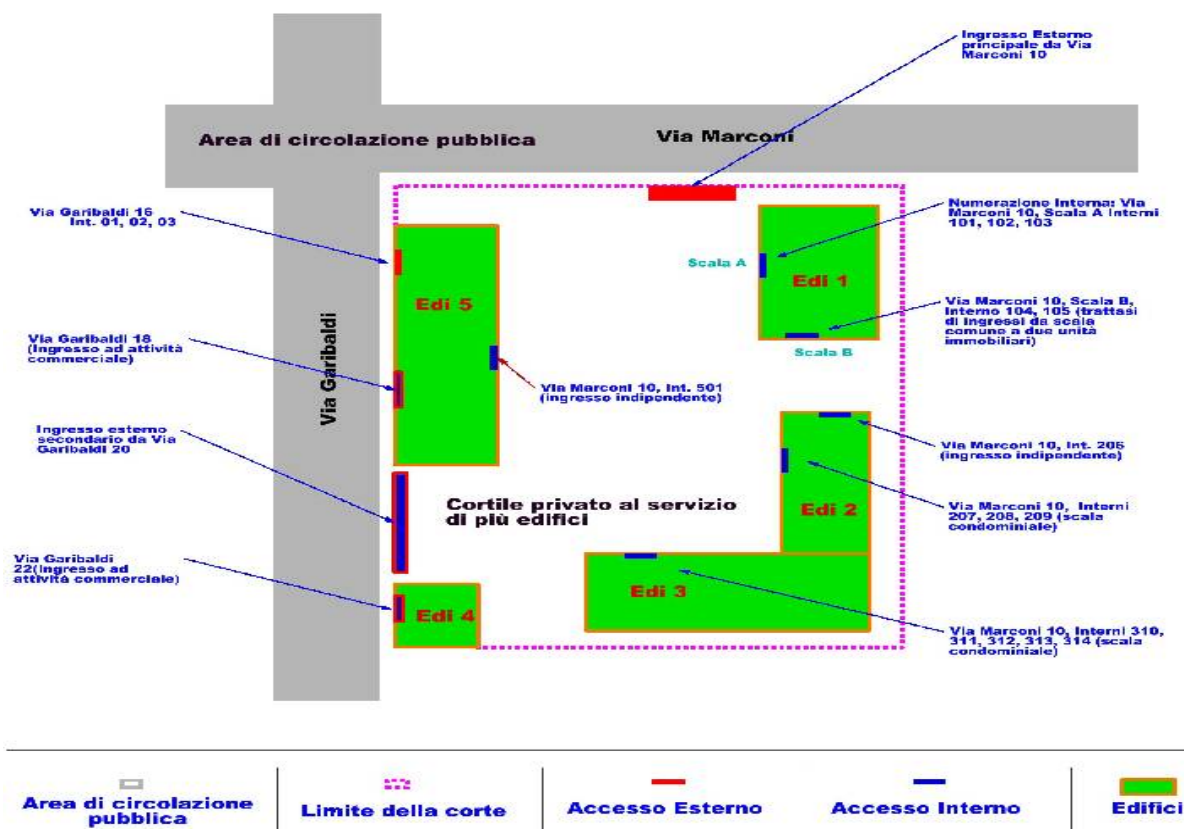 Ingresso Esterno
principale da Via
Marconi 10
Area di circolazione pubblica
Via Marconi
Via Garibaldi 16
Int. 01, 02, 03
Numerazione Interna: Via
Marconi 10, Scala A Interni
101, 102, 103
Scala A
Edi 1
Edi 5
Via Marconi 10, Scala B,
Interno 104, 105 (trattasi
di ingressi da scala
comune a due unità
immobiliari)
Scala B
Via Garibaldi 18
(Ingresso ad attività
commerciale)
Via Garibaldi
Via Marconi 10, Int. 501
(ingresso indipendente)
Ingresso esterno
secondario da Via
Garibaldi 20
Via Marconi 10, Int. 206
(ingresso indipendente)
Cortile privato al servizio
di più edifici
Edi 2
Via Marconi 10, Interni
207, 208, 209 (scala
condominiale)
Via Garibaldi
22(Ingresso ad
attività commerciale)
Edi 4
Edi 3
Via Marconi 10, Interni 310,
311, 312, 313, 314 (scala
condominiale)
Area di circolazione
pubblica
Limite della corte
Accesso Esterno
Accesso Interno
Edifici